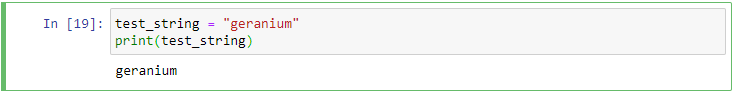 In [19]: test_string = "geranium"
print(test_string)
geranium